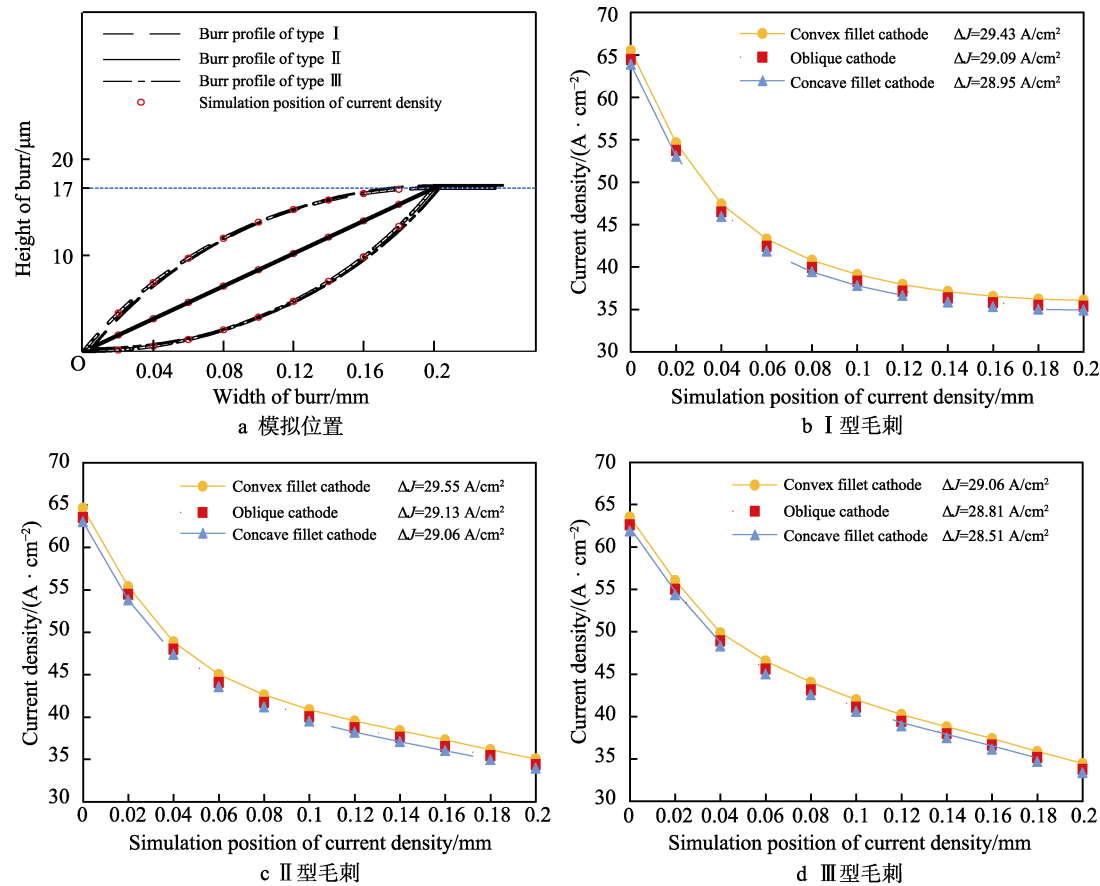 Burr profile of type Ⅰ
Burr profile of type Ⅱ
Burr profile of type Ⅲ
Simulation position of current density
Height of burr/μm
20
17
10
O
0.04
0.08
0.12
0.16
0.2
Width of burr/mm
a 模拟位置
Convex fillet cathode ΔJ=29.43 A/cm²
Oblique cathode ΔJ=29.09 A/cm²
Concave fillet cathode ΔJ=28.95 A/cm²
Current density/(A · cm⁻²)
70
65
60
55
50
45
40
35
30
0 0.02 0.04 0.06 0.08 0.1 0.12 0.14 0.16 0.18 0.2
Simulation position of current density/mm
b Ⅰ型毛刺
Convex fillet cathode ΔJ=29.55 A/cm²
Oblique cathode ΔJ=29.13 A/cm²
Concave fillet cathode ΔJ=29.06 A/cm²
Current density/(A · cm⁻²)
70
65
60
55
50
45
40
35
30
0 0.02 0.04 0.06 0.08 0.1 0.12 0.14 0.16 0.18 0.2
Simulation position of current density/mm
c Ⅱ型毛刺
Convex fillet cathode ΔJ=29.06 A/cm²
Oblique cathode ΔJ=28.81 A/cm²
Concave fillet cathode ΔJ=28.51 A/cm²
Current density/(A · cm⁻²)
70
65
60
55
50
45
40
35
30
0 0.02 0.04 0.06 0.08 0.1 0.12 0.14 0.16 0.18 0.2
Simulation position of current density/mm
d Ⅲ型毛刺